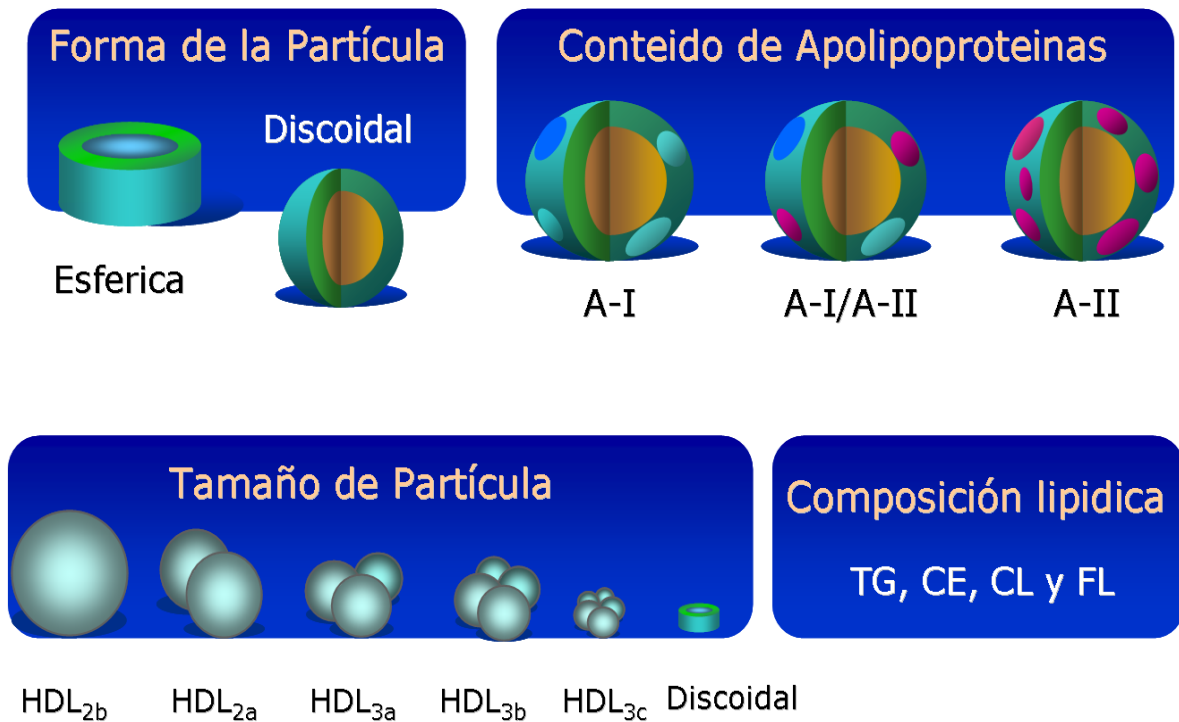 Forma de la Partícula
Discoidal
Esferica
Conteido de Apolipoproteinas
A-I
A-I/A-II
A-II
Tamaño de Partícula
HDL2b
HDL2a
HDL3a
HDL3b
HDL3c
Discoidal
Composición lipidica
TG, CE, CL y FL